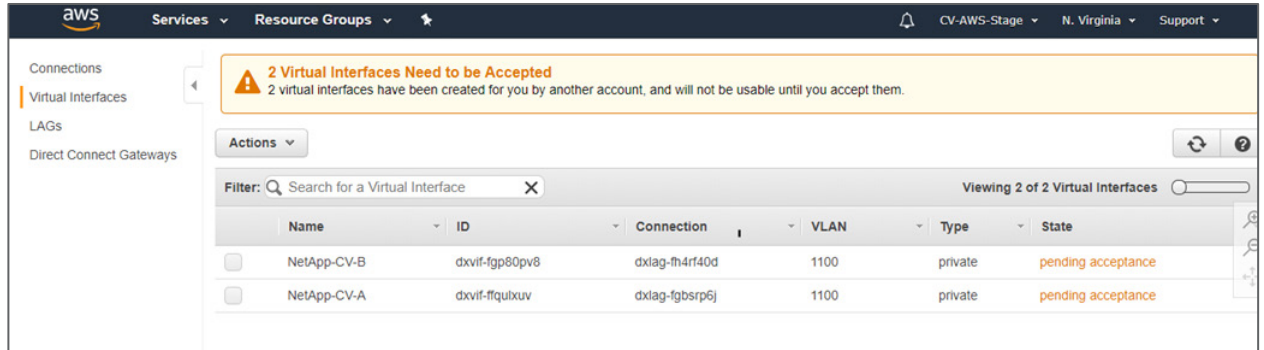 aws Services Resource Groups CV-AWS-Stage N. Virginia Support
Connections
Virtual Interfaces
LAGs
Direct Connect Gateways
2 Virtual Interfaces Need to be Accepted
2 virtual interfaces have been created for you by another account, and will not be usable until you accept them.
Actions
Filter: Search for a Virtual Interface
Viewing 2 of 2 Virtual Interfaces
Name ID Connection VLAN Type State
NetApp-CV-B dxvif-fgp80pv8 dxlag-fh4rf40d 1100 private pending acceptance
NetApp-CV-A dxvif-ffqulxuv dxlag-fgbsrp6j 1100 private pending acceptance